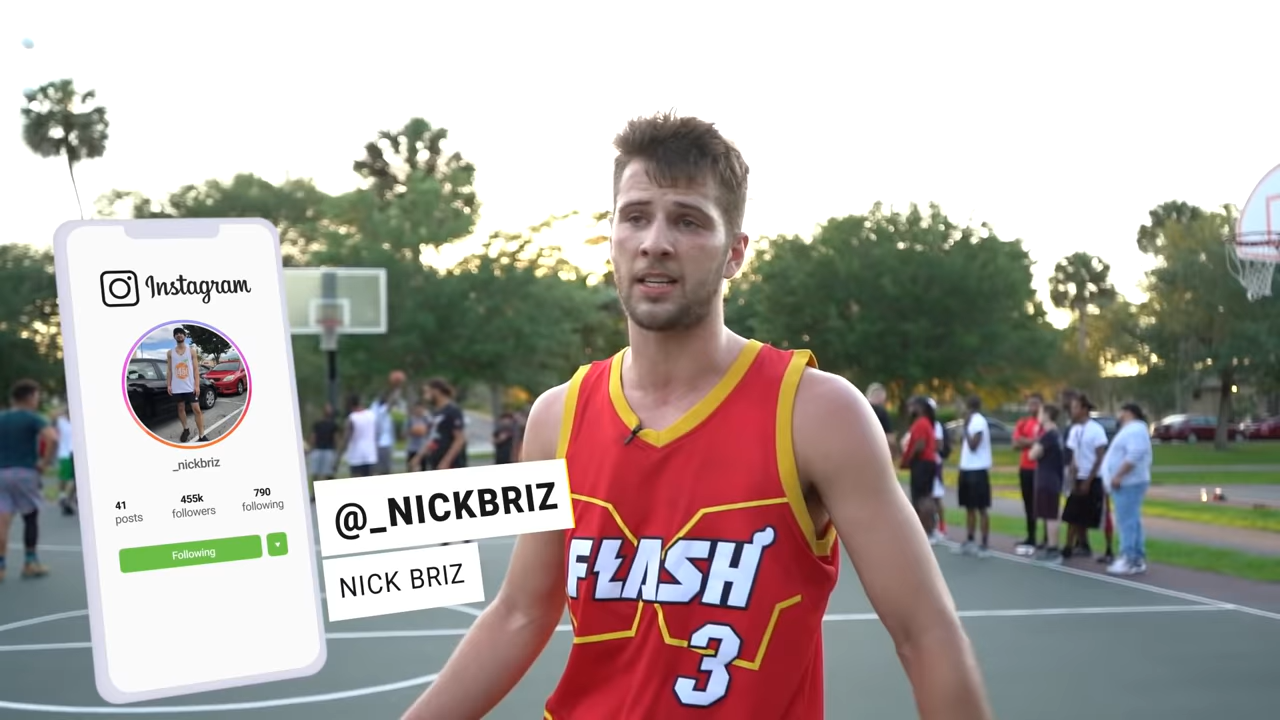 Instagram
_nickbriz
41
posts
455k
followers
790
following
Following
@_NICKBRIZ
NICK BRIZ
FLASH
3